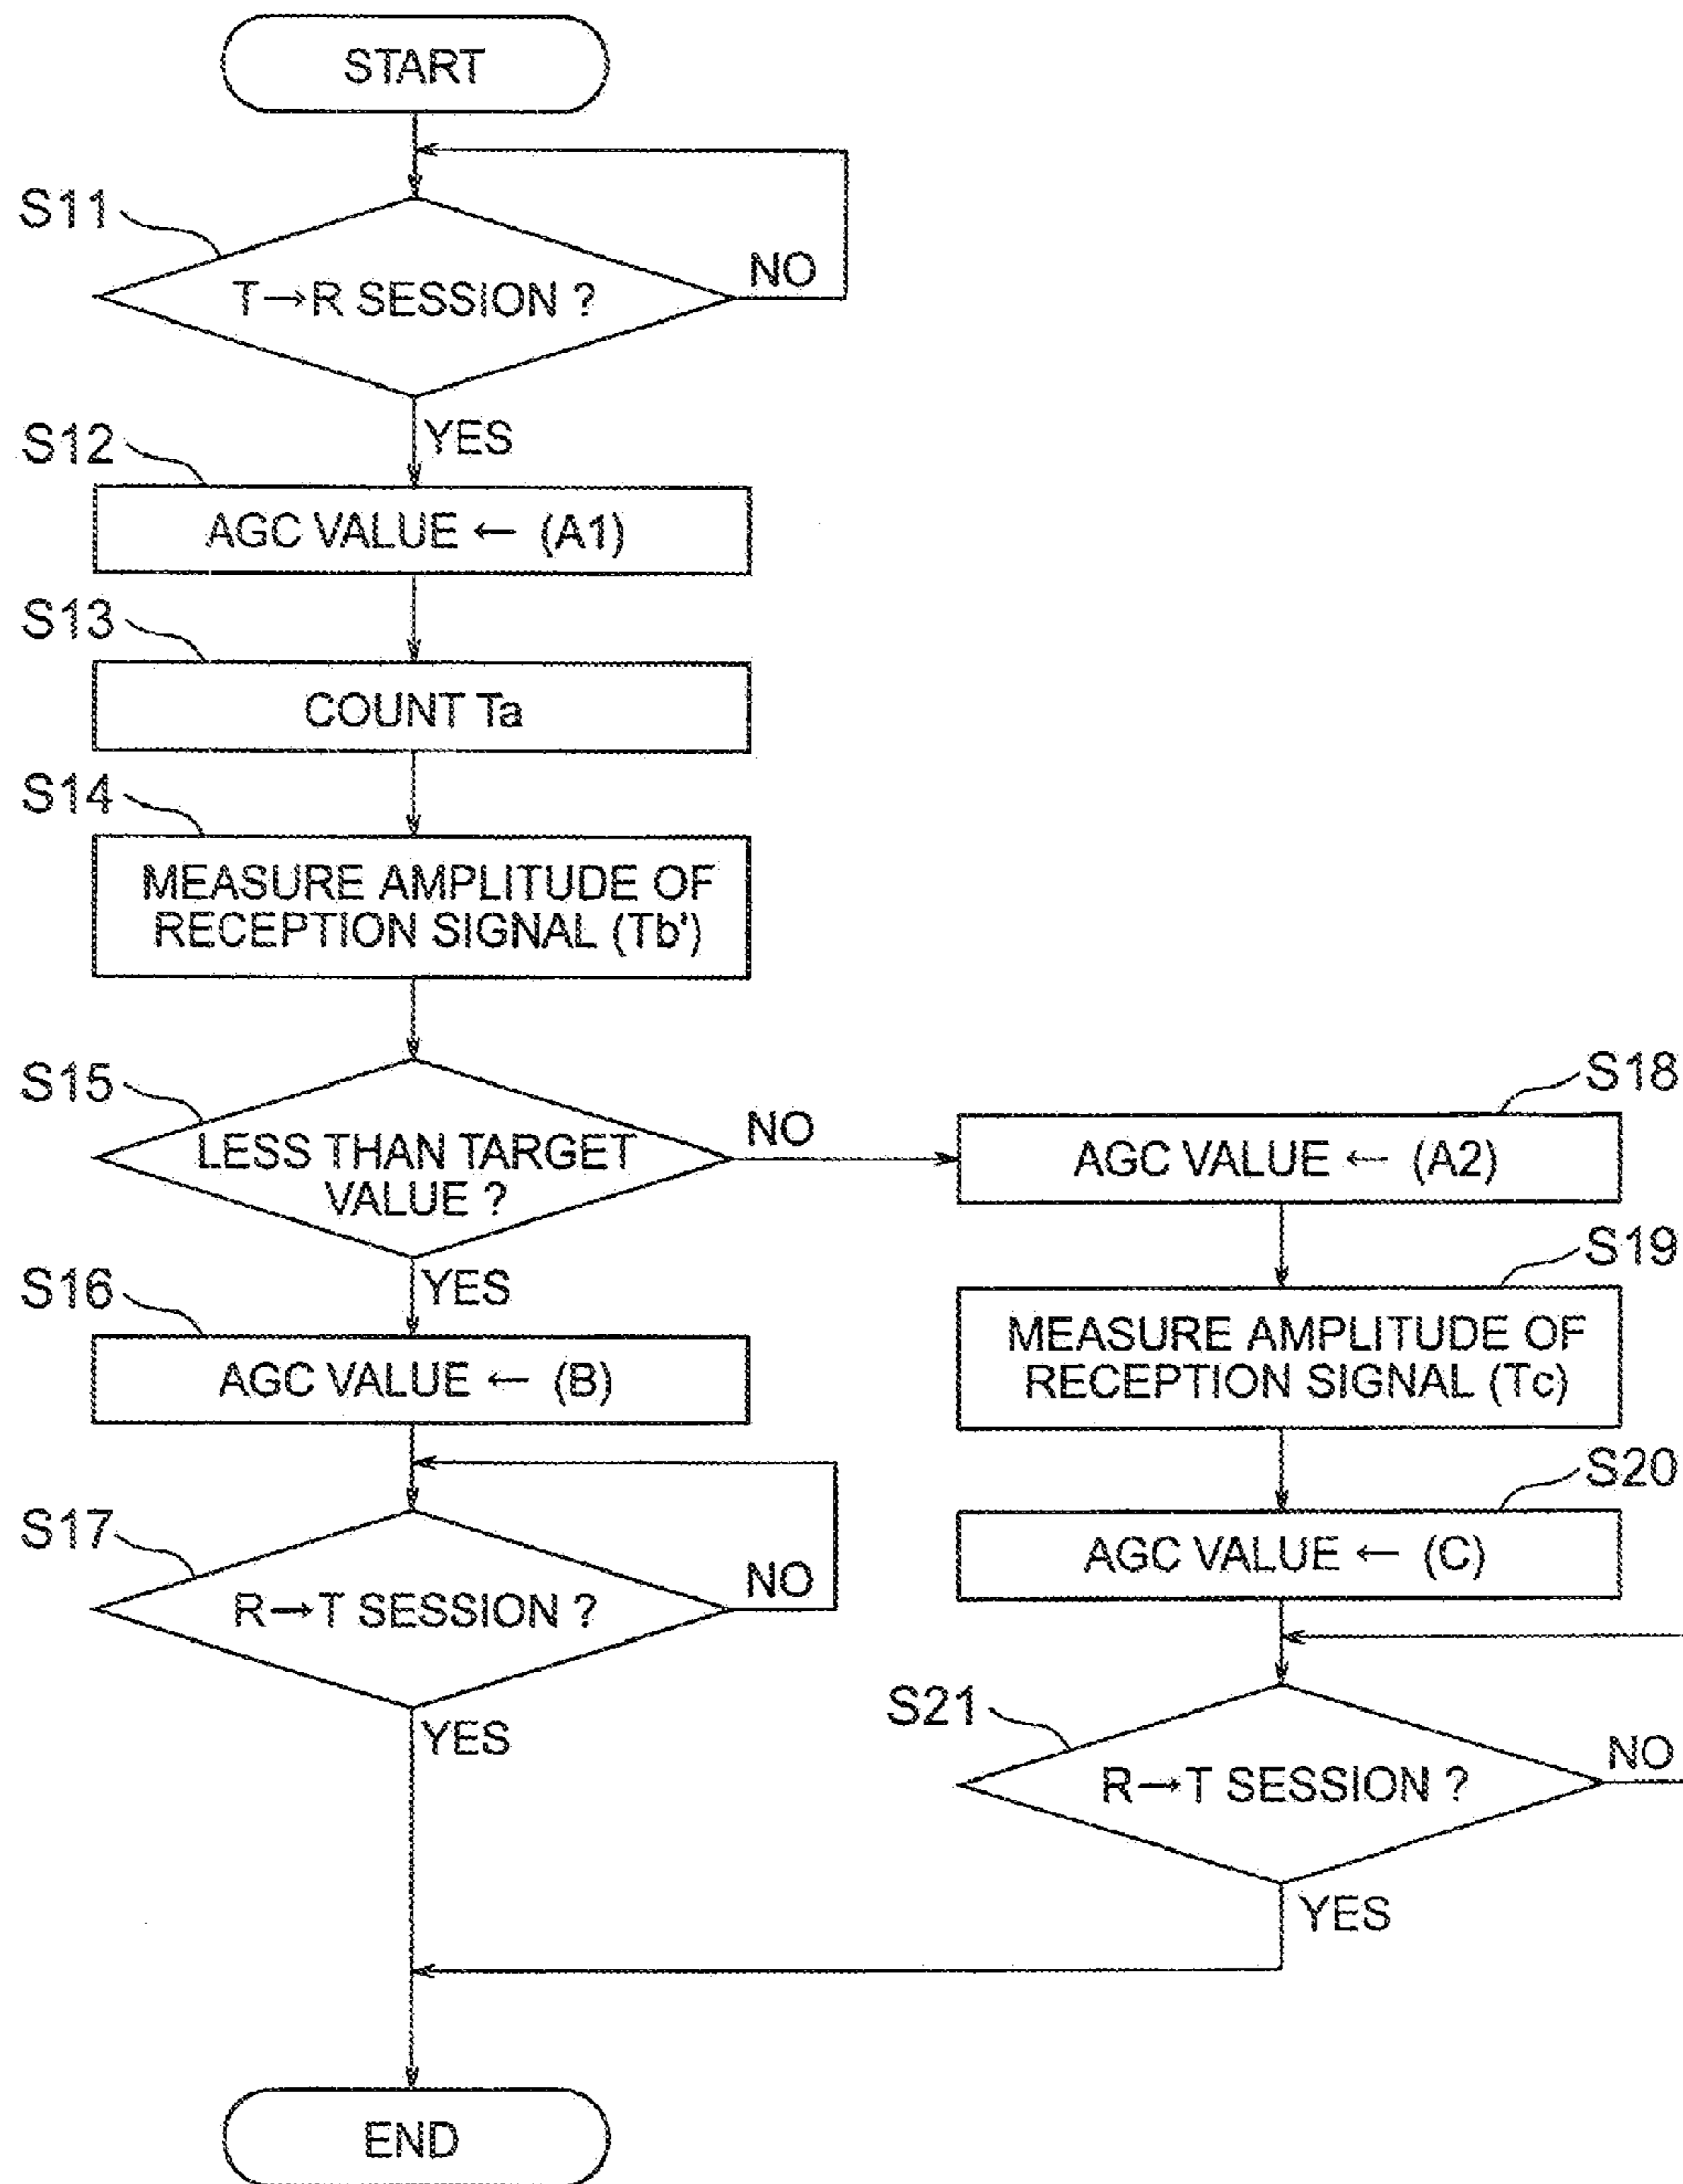 START
S11
T→R SESSION ?
NO
YES
S12
AGC VALUE ← (A1)
S13
COUNT Ta
S14
MEASURE AMPLITUDE OF
RECEPTION SIGNAL (Tb')
S15
LESS THAN TARGET
VALUE ?
NO
YES
S16
AGC VALUE ← (B)
S17
R→T SESSION ?
NO
YES
S18
AGC VALUE ← (A2)
S19
MEASURE AMPLITUDE OF
RECEPTION SIGNAL (Tc)
S20
AGC VALUE ← (C)
S21
R→T SESSION ?
NO
YES
END